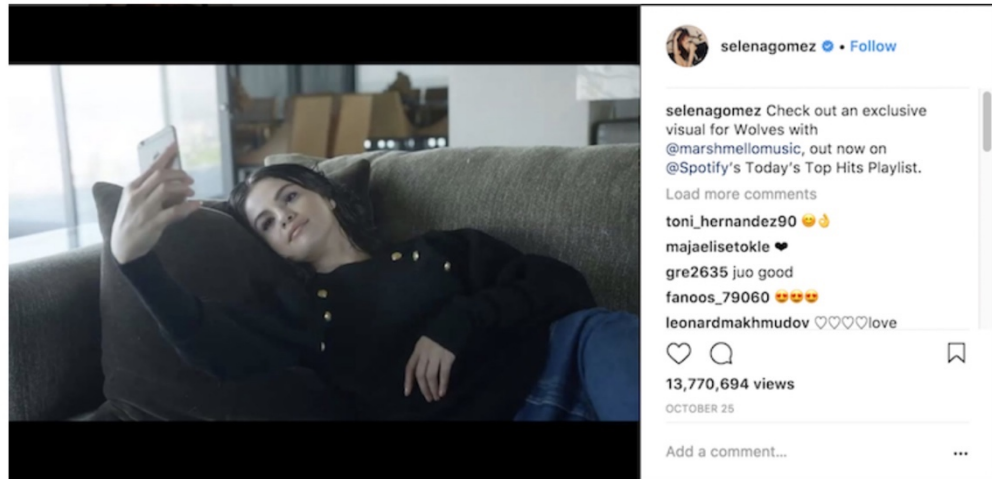 selenagomez • Follow
selenagomez Check out an exclusive
visual for Wolves with
@marshmellomusic, out now on
@Spotify's Today's Top Hits Playlist.
Load more comments
toni_hernandez90 😊👌
majaelisetokle ❤
gre2635 juo good
fanoos_79060 😍😍😍
leonardmakhmudov ♡♡♡♡love
13,770,694 views
OCTOBER 25
Add a comment...